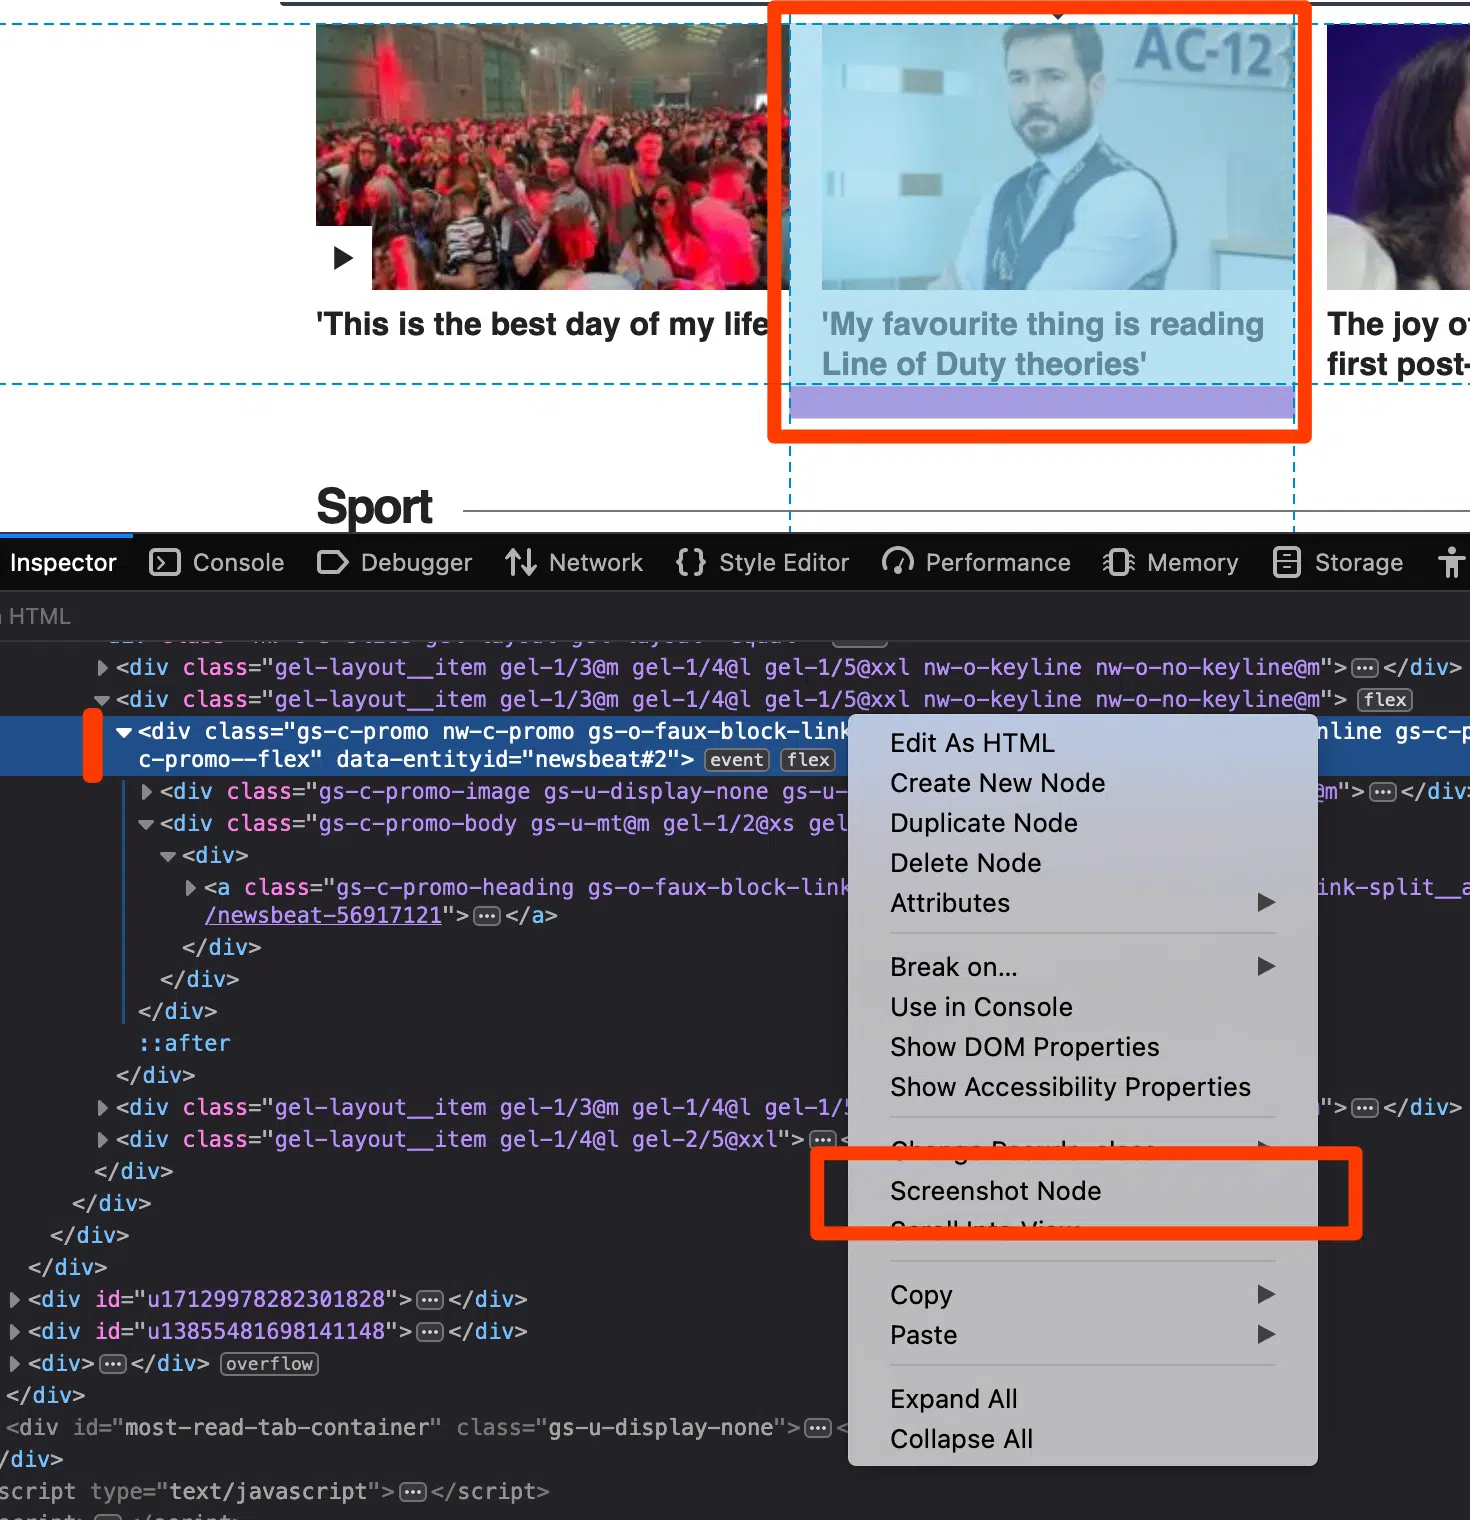 AC-12
'This is the best day of my life
'My favourite thing is reading
Line of Duty theories'
The joy o
first post-
Sport
Inspector
Console
Debugger
Network
Style Editor
Performance
Memory
Storage
HTML
<div class="gel-layout__item gel-1/3@m gel-1/4@l gel-1/5@xxl nw-o-keyline nw-o-no-keyline@m"></div>
<div class="gel-layout__item gel-1/3@m gel-1/4@l gel-1/5@xxl nw-o-keyline nw-o-no-keyline@m"> flex
<div class="gs-c-promo nw-c-promo gs-o-faux-block-link nline gs-c-p
c-promo--flex" data-entityid="newsbeat#2"> event flex
<div class="gs-c-promo-image gs-u-display-none gs-u- @m"></div>
<div class="gs-c-promo-body gs-u-mt@m gel-1/2@xs gel
<div>
<a class="gs-c-promo-heading gs-o-faux-block-link ink-split__a
/newsbeat-56917121"></a>
</div>
</div>
</div>
::after
</div>
<div class="gel-layout__item gel-1/3@m gel-1/4@l gel-1/5 "></div>
<div class="gel-layout__item gel-1/4@l gel-2/5@xxl"><
</div>
</div>
</div>
</div>
<div id="u17129978282301828"></div>
<div id="u13855481698141148"></div>
<div></div> overflow
</div>
<div id="most-read-tab-container" class="gs-u-display-none"><
/div>
script type="text/javascript"></script>
Edit As HTML
Create New Node
Duplicate Node
Delete Node
Attributes
Break on...
Use in Console
Show DOM Properties
Show Accessibility Properties
Screenshot Node
Scroll Into View
Copy
Paste
Expand All
Collapse All